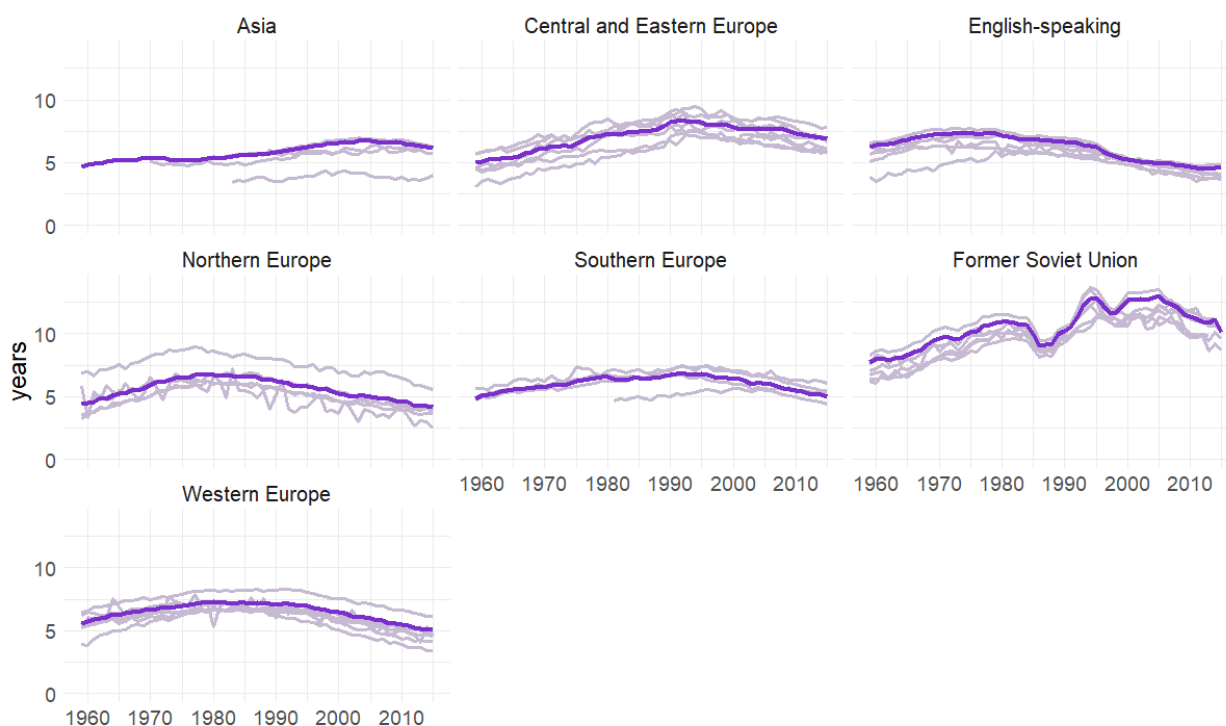 Asia
Central and Eastern Europe
English-speaking
10
5
0
Northern Europe
Southern Europe
Former Soviet Union
years
10
5
0
1960 1970 1980 1990 2000 2010
1960 1970 1980 1990 2000 2010
Western Europe
10
5
0
1960 1970 1980 1990 2000 2010